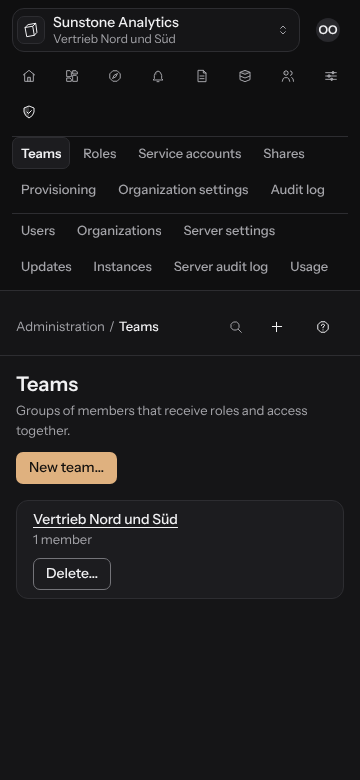 Sunstone Analytics
Vertrieb Nord und Süd
OO
Teams Roles Service accounts Shares
Provisioning Organization settings Audit log
Users Organizations Server settings
Updates Instances Server audit log Usage
Administration / Teams
Teams
Groups of members that receive roles and access
together.
New team...
Vertrieb Nord und Süd
1 member
Delete...